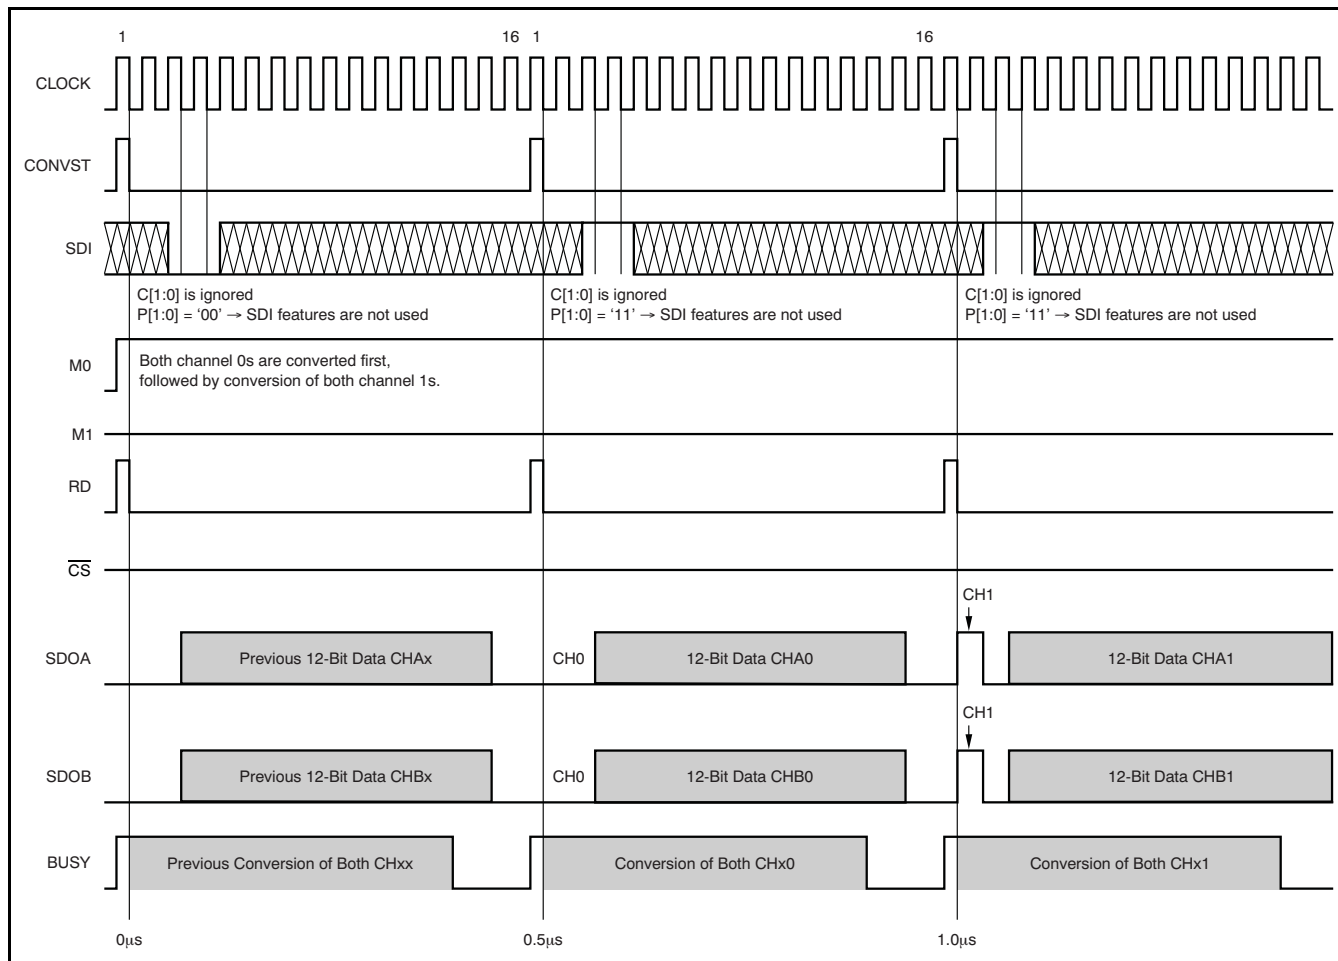 1 16 1 16
CLOCK
CONVST
SDI
C[1:0] is ignored
P[1:0] = ‘00’ → SDI features are not used
C[1:0] is ignored
P[1:0] = ‘11’ → SDI features are not used
C[1:0] is ignored
P[1:0] = ‘11’ → SDI features are not used
M0
Both channel 0s are converted first,
followed by conversion of both channel 1s.
M1
RD
CS
CH1
SDOA Previous 12-Bit Data CHAx CH0 12-Bit Data CHA0 12-Bit Data CHA1
CH1
SDOB Previous 12-Bit Data CHBx CH0 12-Bit Data CHB0 12-Bit Data CHB1
BUSY Previous Conversion of Both CHxx Conversion of Both CHx0 Conversion of Both CHx1
0µs 0.5µs 1.0µs